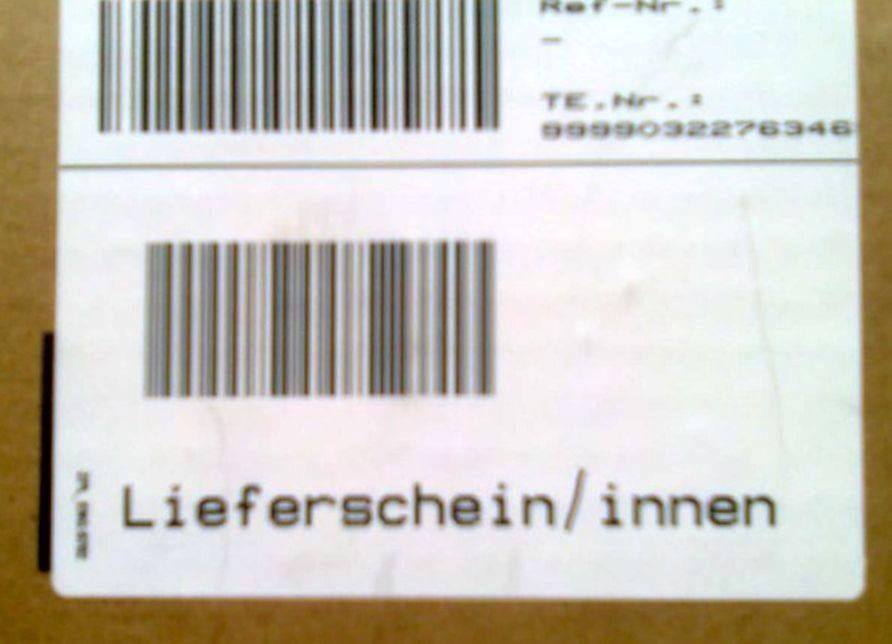 Ref-Nr.:
-
TE.Nr.:
9999032276346
Lieferschein/innen